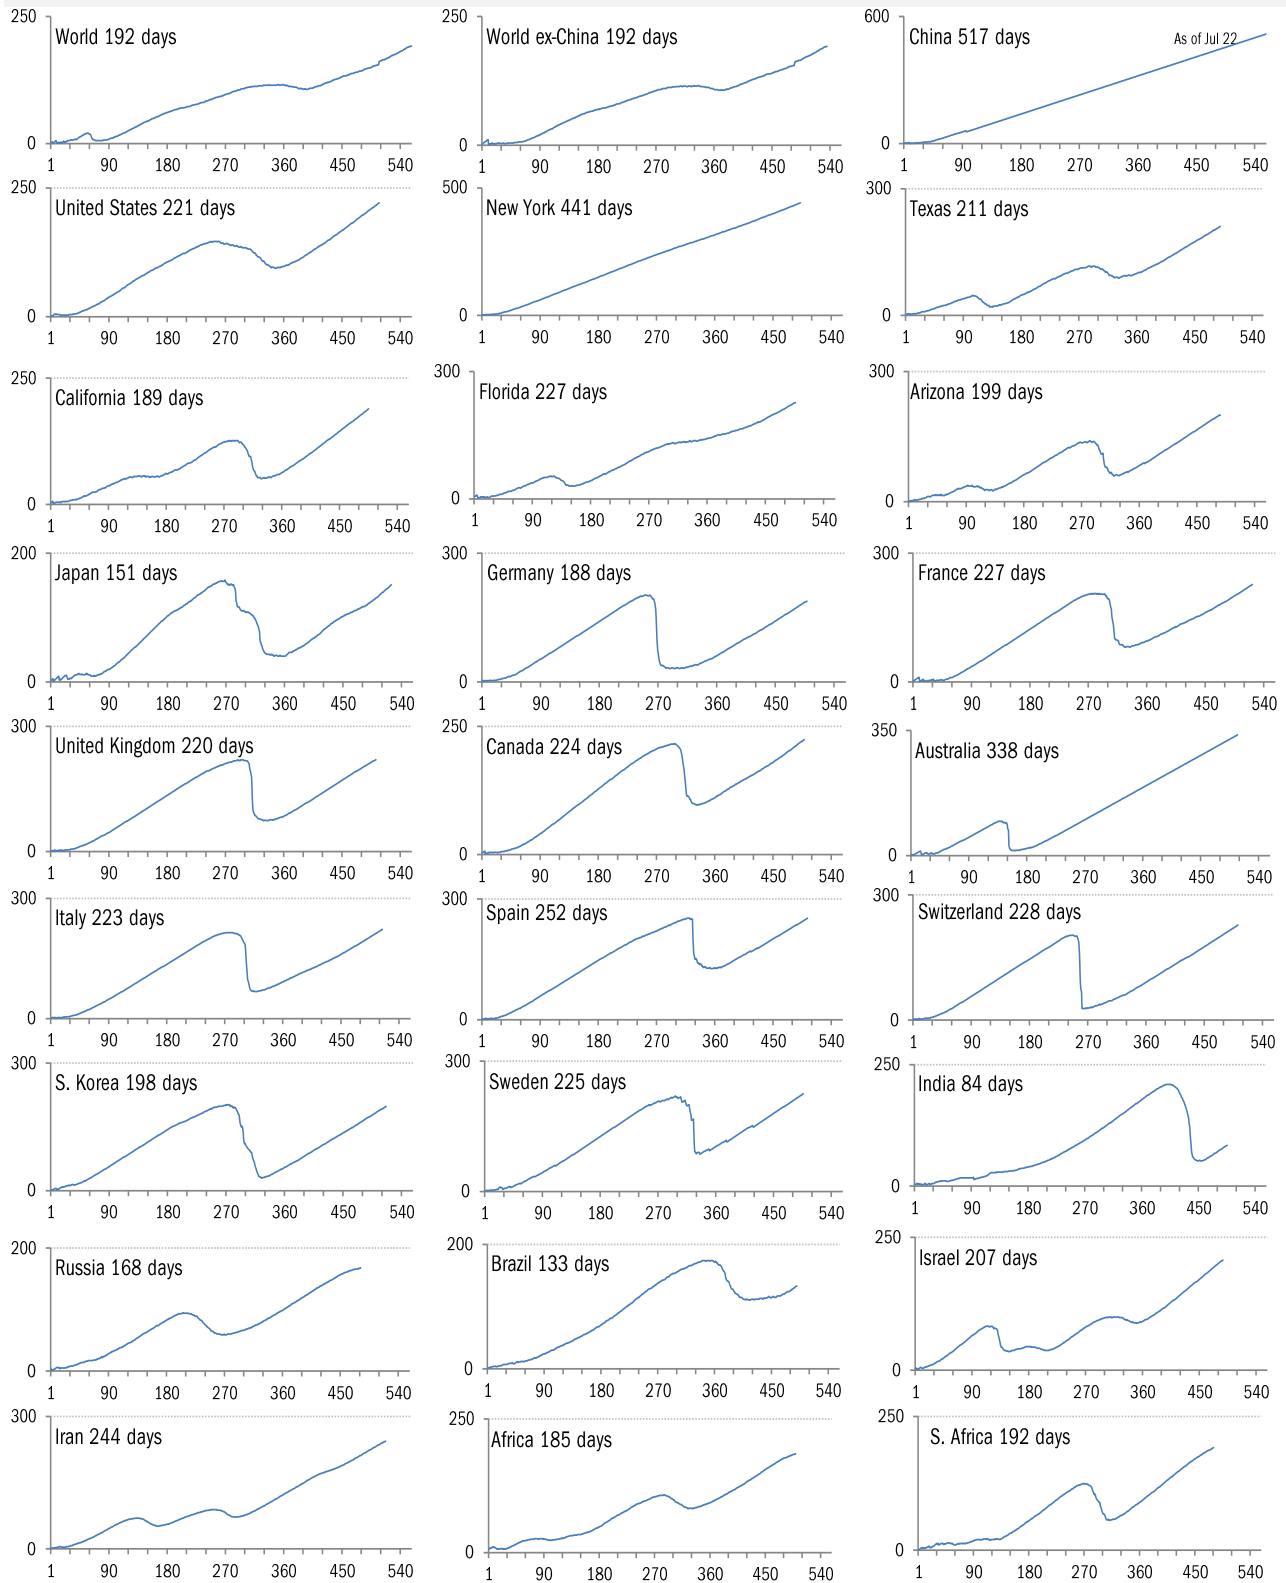 250 250 600
World 192 days World ex-China 192 days China 517 days As of Jul 22
0 0 0
1 90 180 270 360 450 540 1 90 180 270 360 450 540 1 90 180 270 360 450 540
250 500 300
United States 221 days New York 441 days Texas 211 days
0 0 0
1 90 180 270 360 450 540 1 90 180 270 360 450 540 1 90 180 270 360 450 540
250 300 300
California 189 days Florida 227 days Arizona 199 days
0 0 0
1 90 180 270 360 450 540 1 90 180 270 360 450 540 1 90 180 270 360 450 540
200 300 300
Japan 151 days Germany 188 days France 227 days
0 0 0
1 90 180 270 360 450 540 1 90 180 270 360 450 540 1 90 180 270 360 450 540
300 250 350
United Kingdom 220 days Canada 224 days Australia 338 days
0 0 0
1 90 180 270 360 450 540 1 90 180 270 360 450 540 1 90 180 270 360 450 540
300 300 300
Italy 223 days Spain 252 days Switzerland 228 days
0 0 0
1 90 180 270 360 450 540 1 90 180 270 360 450 540 1 90 180 270 360 450 540
300 300 250
S. Korea 198 days Sweden 225 days India 84 days
0 0 0
1 90 180 270 360 450 540 1 90 180 270 360 450 540 1 90 180 270 360 450 540
200 200 250
Russia 168 days Brazil 133 days Israel 207 days
0 0 0
1 90 180 270 360 450 540 1 90 180 270 360 450 540 1 90 180 270 360 450 540
300 250 250
Iran 244 days Africa 185 days S. Africa 192 days
0 0 0
1 90 180 270 360 450 540 1 90 180 270 360 450 540 1 90 180 270 360 450 540